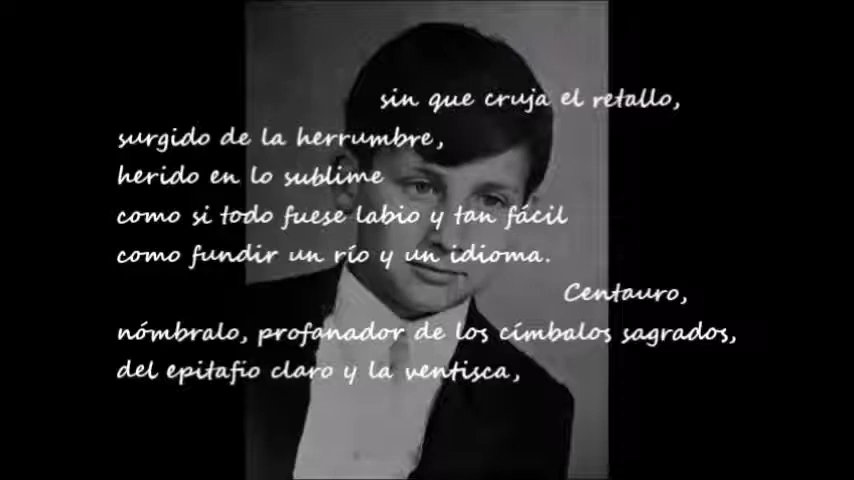 sin que cruja el retallo,
surgido de la herrumbre,
herido en lo sublime
como si todo fuese labio y tan fácil
como fundir un río y un idioma.
Centauro,
nómbralo, profanador de los címbalos sagrados,
del epitafio claro y la ventisca,